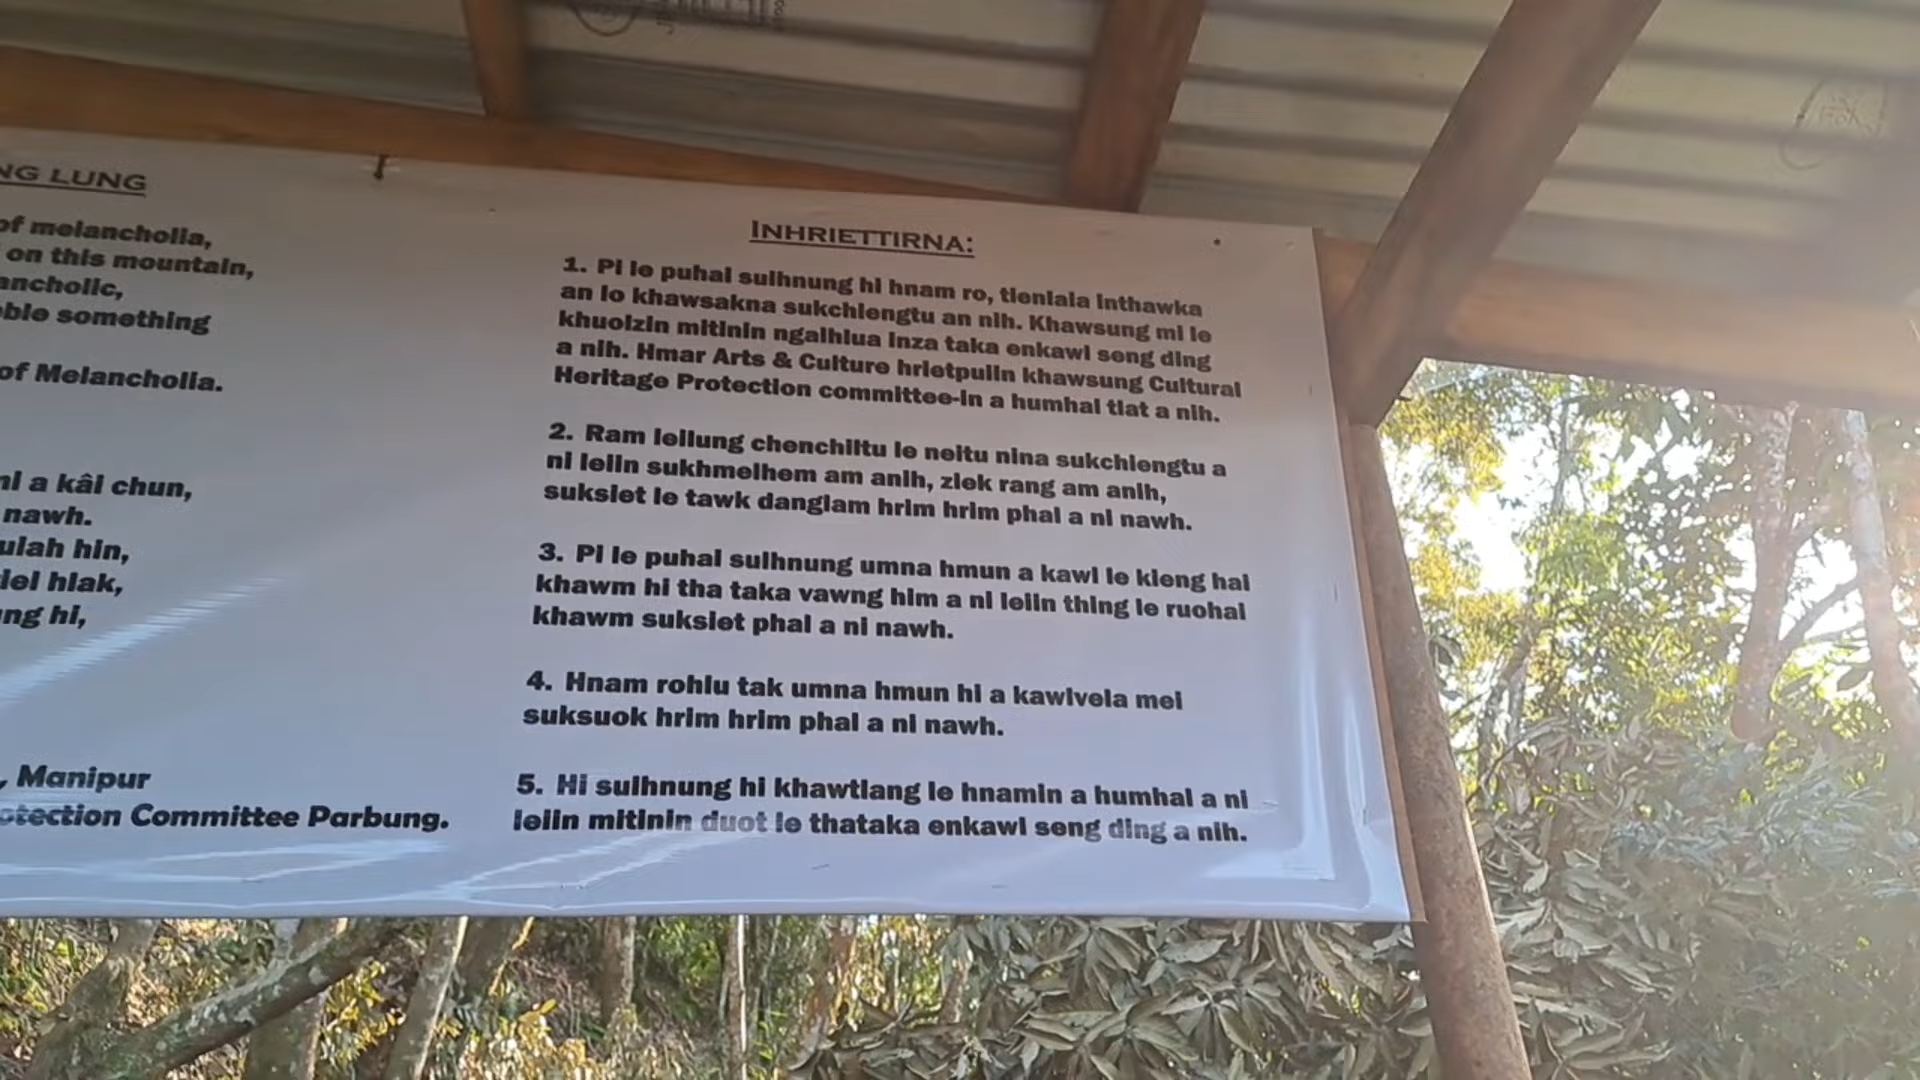 NG LUNG
of melancholia,
on this mountain,
ancholic,
ble something
of Melancholia.
ni a kâi chun,
nawh.
ulah hin,
iel hlak,
ung hi,
, Manipur
otection Committee Parbung.
INHRIETTIRNA:
1. Pi le puhai suihnung hi hnam ro, tienlaia inthawka
an lo khawsakna sukchiengtu an nih. Khawsung mi le
khuolzin mitinin ngaihlua inza taka enkawl seng ding
a nih. Hmar Arts & Culture hrietpuiin khawsung Cultural
Heritage Protection committee-in a humhal tlat a nih.
2. Ram leilung chenchiltu le neitu nina sukchiengtu a
ni leiin sukhmelhem am anih, ziek rang am anih,
suksiet le tawk danglam hrim hrim phal a ni nawh.
3. Pi le puhai suihnung umna hmun a kawl le kieng hai
khawm hi tha taka vawng him a ni leiin thing le ruohai
khawm suksiet phal a ni nawh.
4. Hnam rohlu tak umna hmun hi a kawlvela mei
suksuok hrim hrim phal a ni nawh.
5. Hi suihnung hi khawtlang le hnamin a humhal a ni
leiin mitinin duot le thataka enkawl seng ding a nih.